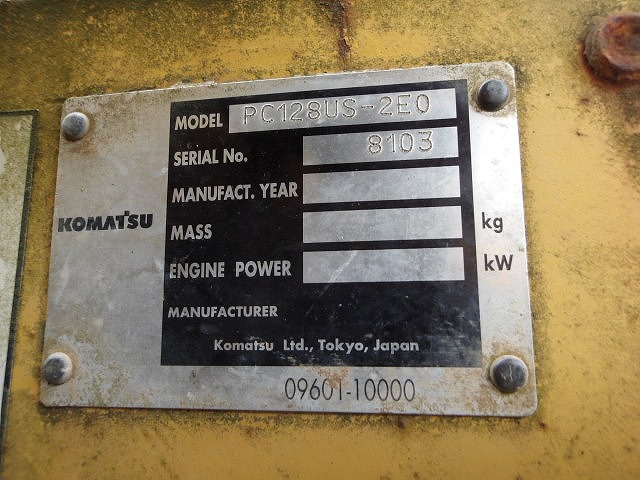 MODEL PC128US-2E0
SERIAL No. 8103
MANUFACT. YEAR
KOMATSU
MASS kg
ENGINE POWER kW
MANUFACTURER
Komatsu Ltd., Tokyo, Japan
09601-10000